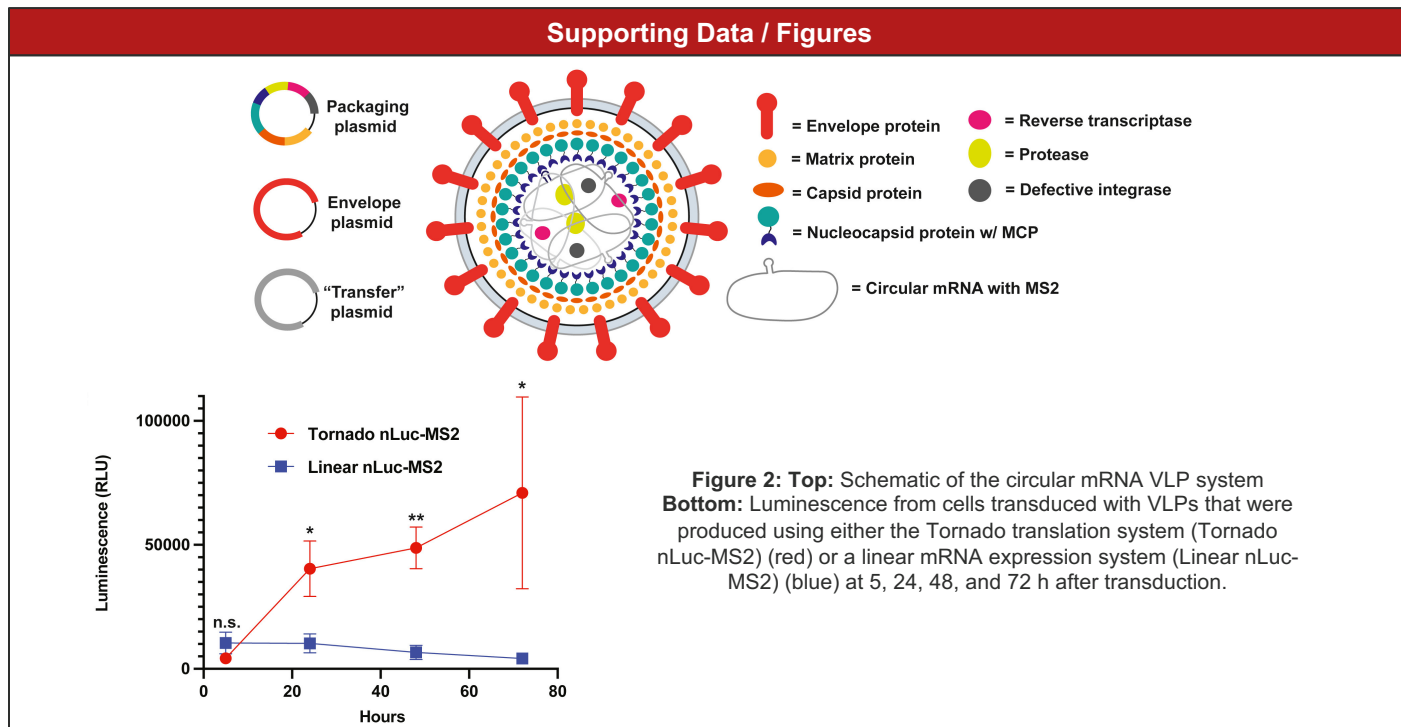 Supporting Data / Figures
Packaging
plasmid
Envelope
plasmid
“Transfer”
plasmid
= Envelope protein
= Matrix protein
= Capsid protein
= Nucleocapsid protein w/ MCP
= Circular mRNA with MS2
= Reverse transcriptase
= Protease
= Defective integrase
Luminescence (RLU)
100000
50000
0
Tornado nLuc-MS2
Linear nLuc-MS2
n.s.
*
**
*
0
20
40
60
80
Hours
Figure 2: Top: Schematic of the circular mRNA VLP system
Bottom: Luminescence from cells transduced with VLPs that were
produced using either the Tornado translation system (Tornado
nLuc-MS2) (red) or a linear mRNA expression system (Linear nLuc-
MS2) (blue) at 5, 24, 48, and 72 h after transduction.